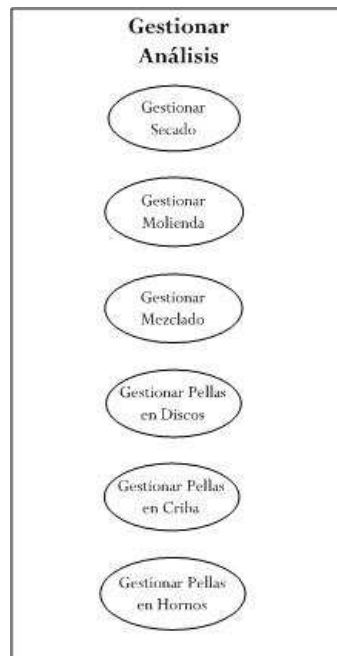 Gestionar
Análisis
Gestionar
Secado
Gestionar
Molienda
Gestionar
Mezclado
Gestionar Pellas
en Discos
Gestionar Pellas
en Criba
Gestionar Pellas
en Hornos